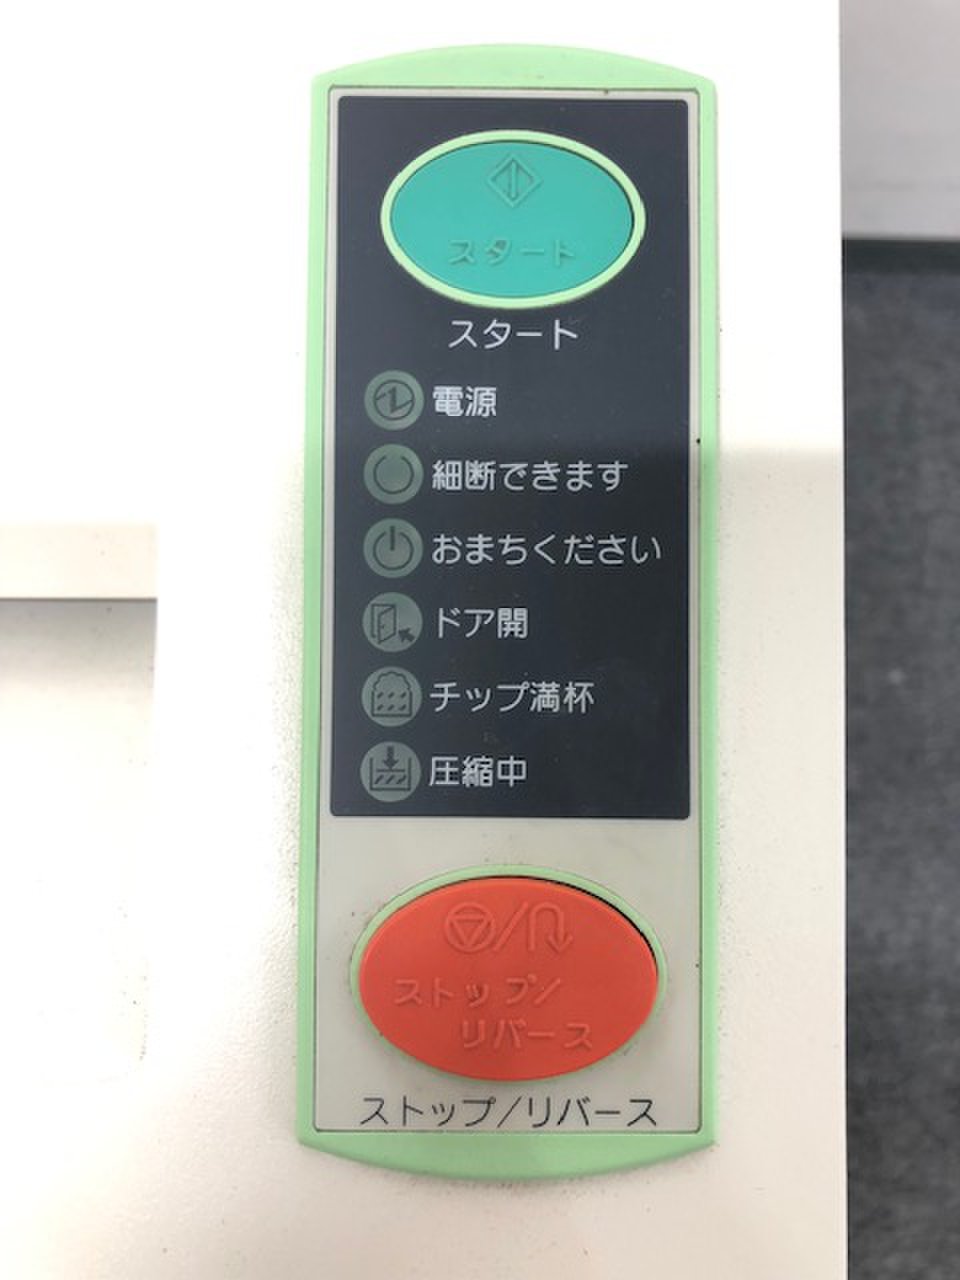 スタート
スタート
電源
細断できます
おまちください
ドア開
チップ満杯
圧縮中
ストップ/
リバース
ストップ/リバース